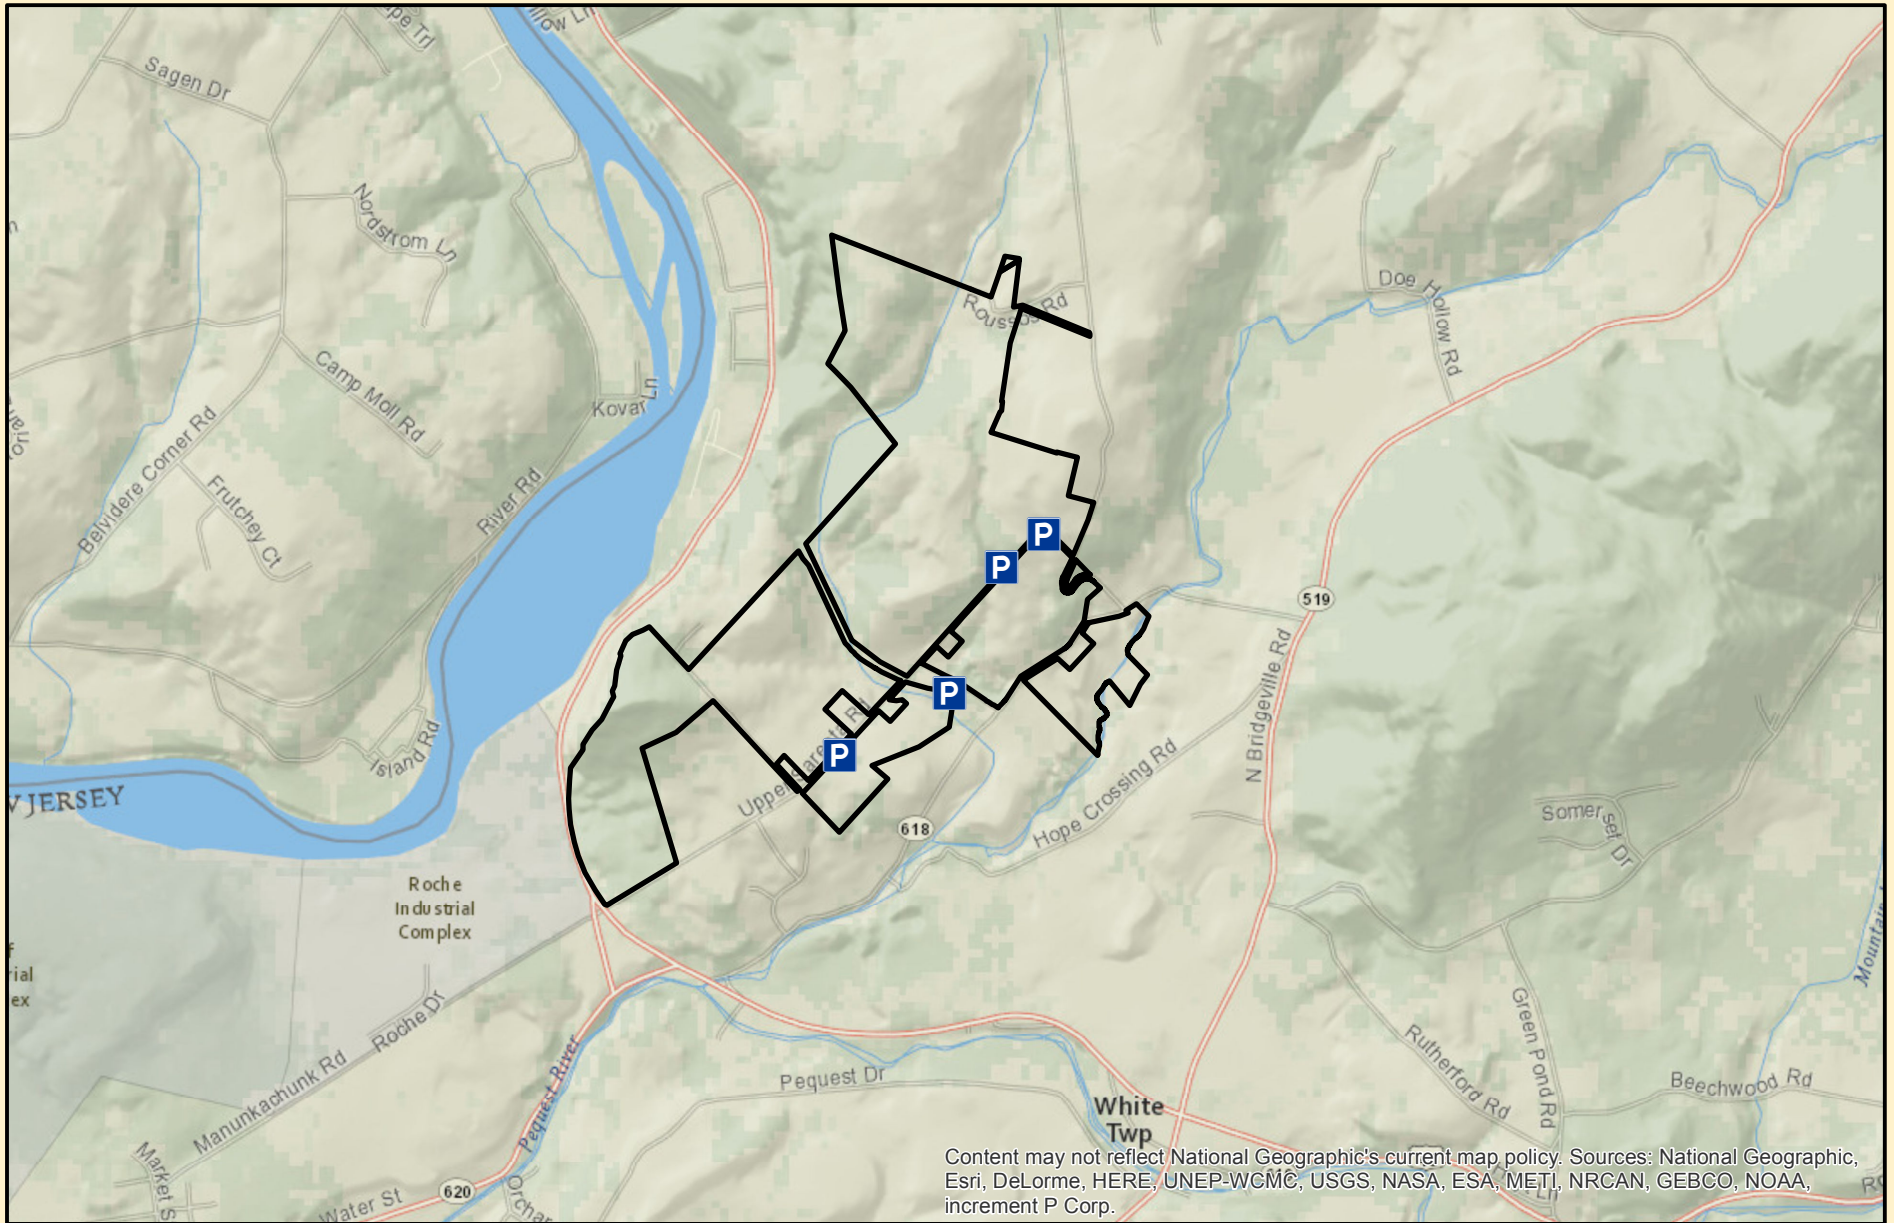 Sagen Dr
Nordstrom Ln
Roussos Rd
Doe Hollow Rd
Camp Moll Rd
Kovar Ln
Belvidere Corner Rd
Frutchey Ct
River Rd
P
P
519
N Bridgeville Rd
P
P
Island Rd
Hope Crossing Rd
618
JERSEY
Somerset Dr
Roche
Industrial
Complex
Roche Dr
Manunkachunk Rd
Pequest River
Pequest Dr
Green Pond Rd
Rutherford Rd
Beechwood Rd
White
Twp
620
Water St
Content may not reflect National Geographic's current map policy. Sources: National Geographic,
Esri, DeLorme, HERE, UNEP-WCMC, USGS, NASA, ESA, METI, NRCAN, GEBCO, NOAA,
increment P Corp.